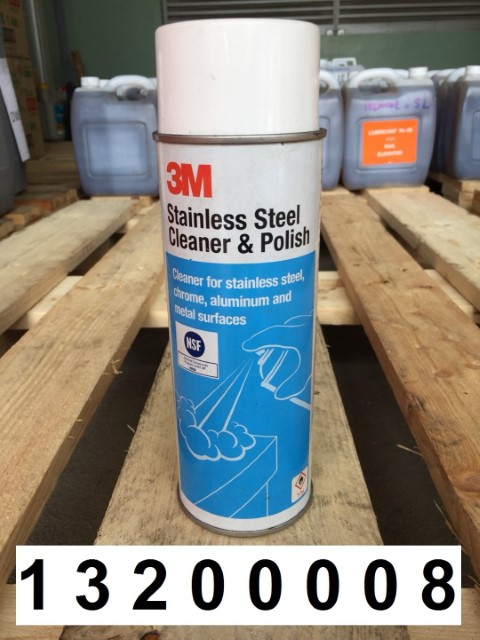 3M
Stainless Steel
Cleaner & Polish
Cleaner for stainless steel,
chrome, aluminum and
metal surfaces
NSF
1 3 2 0 0 0 0 8